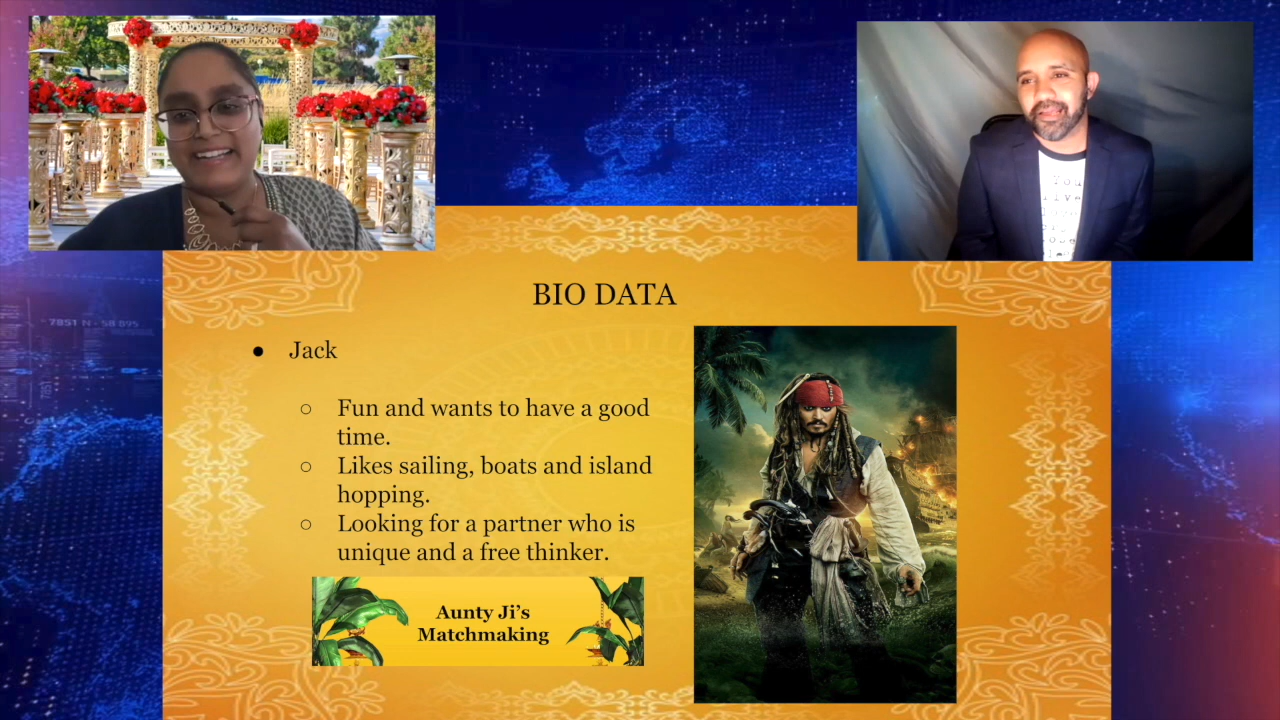 BIO DATA
● Jack
○ Fun and wants to have a good
time.
○ Likes sailing, boats and island
hopping.
○ Looking for a partner who is
unique and a free thinker.
Aunty Ji's
Matchmaking
You